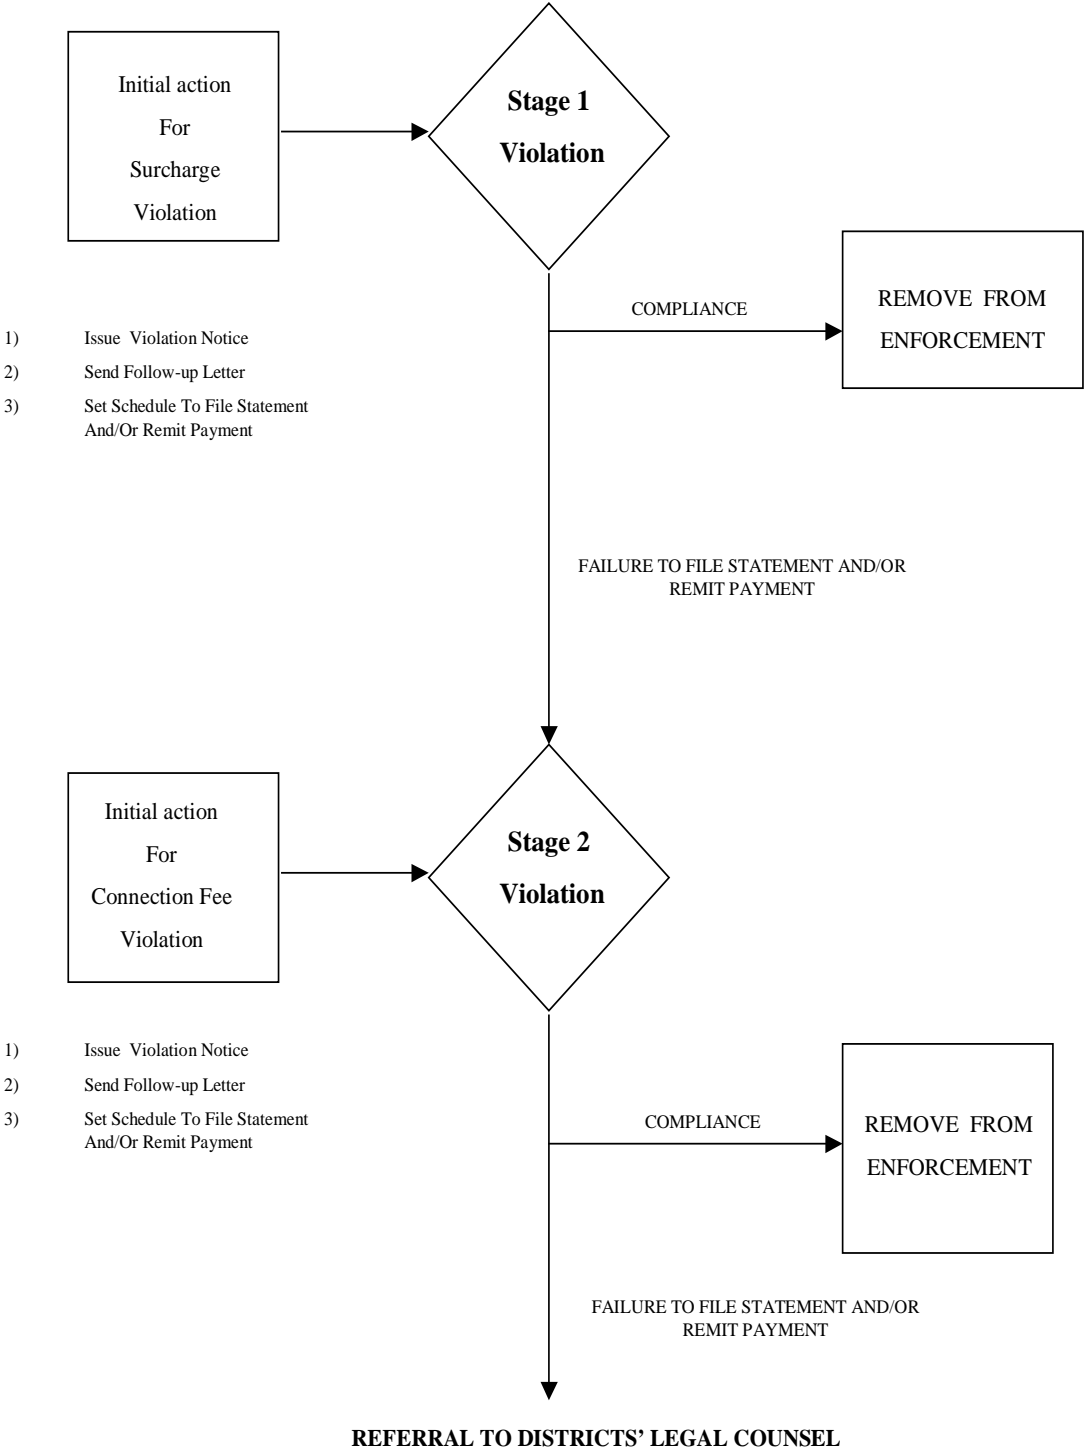 Initial action
For
Surcharge
Violation
Stage 1
Violation
COMPLIANCE
REMOVE FROM
ENFORCEMENT
1) Issue Violation Notice
2) Send Follow-up Letter
3) Set Schedule To File Statement
And/Or Remit Payment
FAILURE TO FILE STATEMENT AND/OR
REMIT PAYMENT
Initial action
For
Connection Fee
Violation
Stage 2
Violation
1) Issue Violation Notice
2) Send Follow-up Letter
3) Set Schedule To File Statement
And/Or Remit Payment
COMPLIANCE
REMOVE FROM
ENFORCEMENT
FAILURE TO FILE STATEMENT AND/OR
REMIT PAYMENT
REFERRAL TO DISTRICTS’ LEGAL COUNSEL